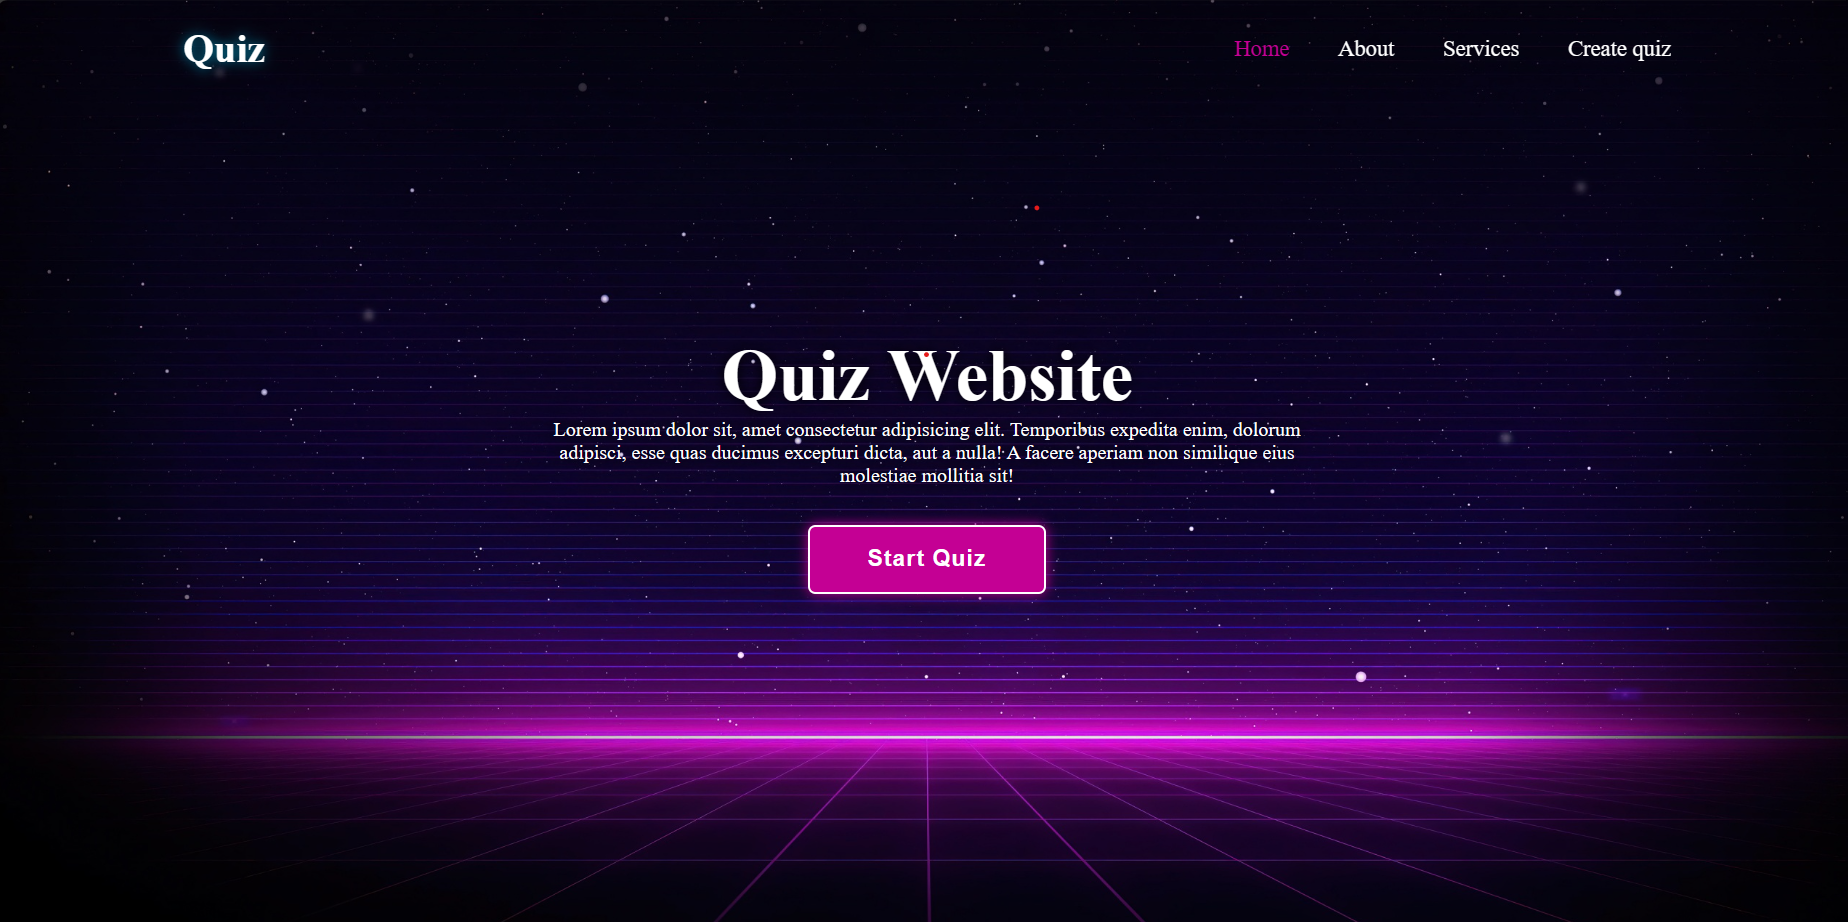 Quiz
Home About Services Create quiz
Quiz Website
Lorem ipsum dolor sit, amet consectetur adipisicing elit. Temporibus expedita enim, dolorum
adipisci, esse quas ducimus excepturi dicta, aut a nulla! A facere aperiam non similique eius
molestiae mollitia sit!
Start Quiz